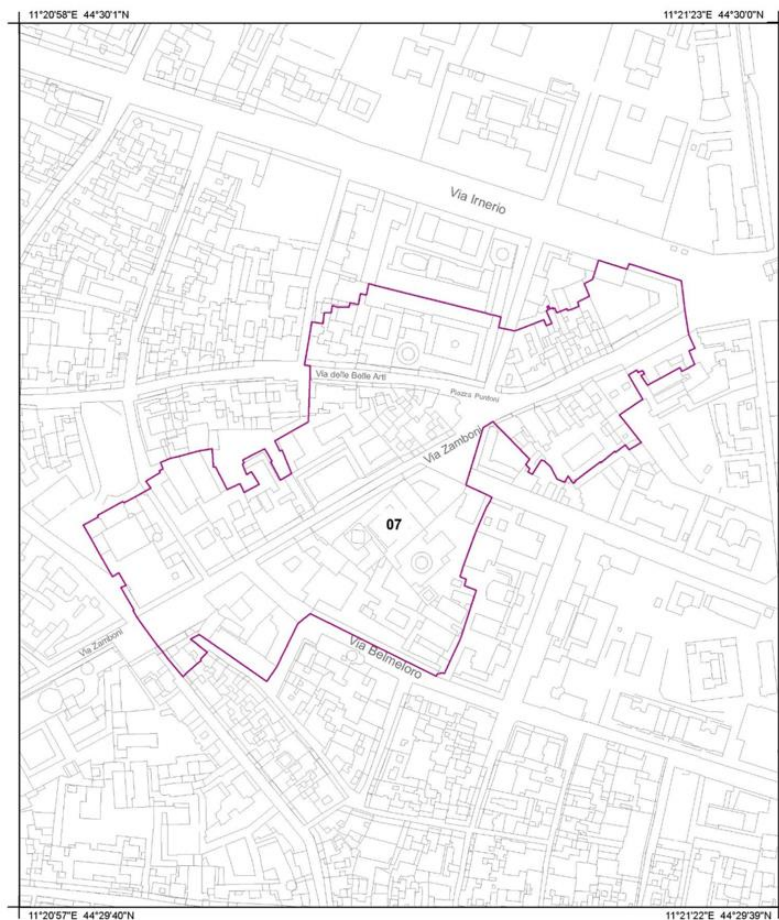 11°20'58"E 44°30'1"N
11°21'23"E 44°30'0"N
Via Irnerio
Via delle Belle Arti
Piazza Puntoni
Via Zamboni
07
Via Zamboni
Via Belmeloro
11°20'57"E 44°29'40"N
11°21'22"E 44°29'39"N